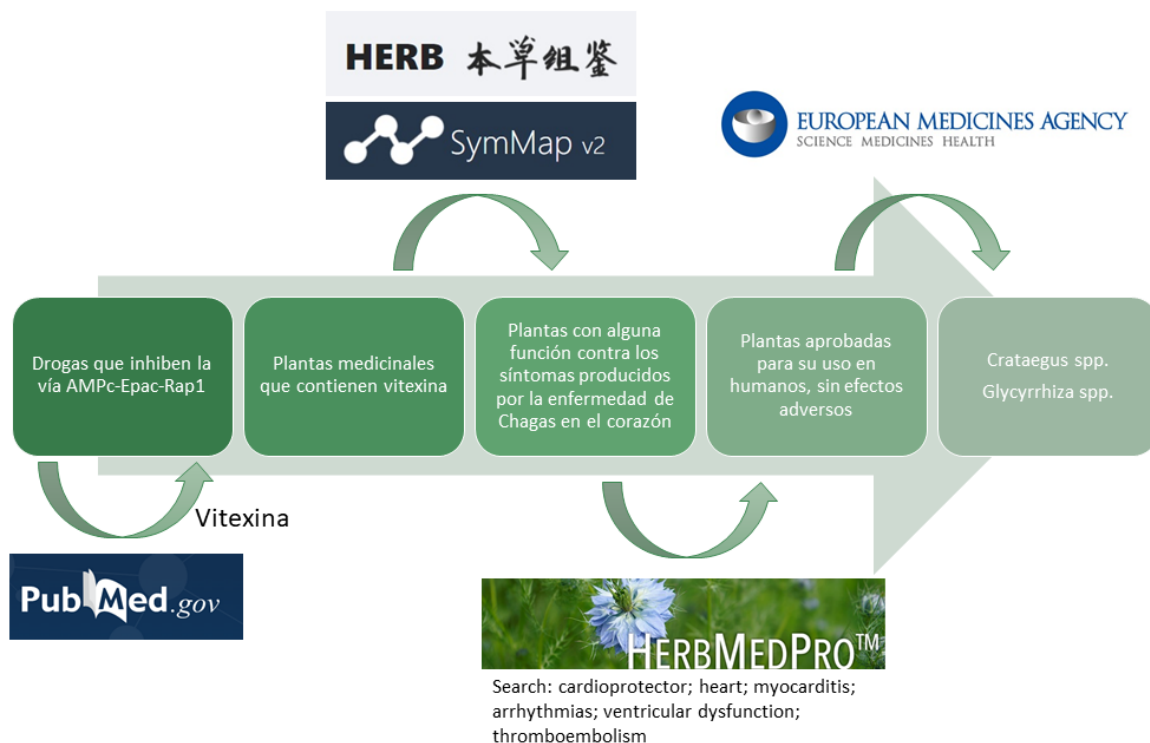 HERB 本草组鉴
SymMap v2
EUROPEAN MEDICINES AGENCY
SCIENCE MEDICINES HEALTH
Drogas que inhiben la
vía AMPc-Epac-Rap1
Plantas medicinales
que contienen vitexina
Plantas con alguna
función contra los
síntomas producidos
por la enfermedad de
Chagas en el corazón
Plantas aprobadas
para su uso en
humanos, sin efectos
adversos
Crataegus spp.
Glycyrrhiza spp.
Vitexina
PubMed.gov
HERBMEDPRO™
Search: cardioprotector; heart; myocarditis;
arrhythmias; ventricular dysfunction;
thromboembolism